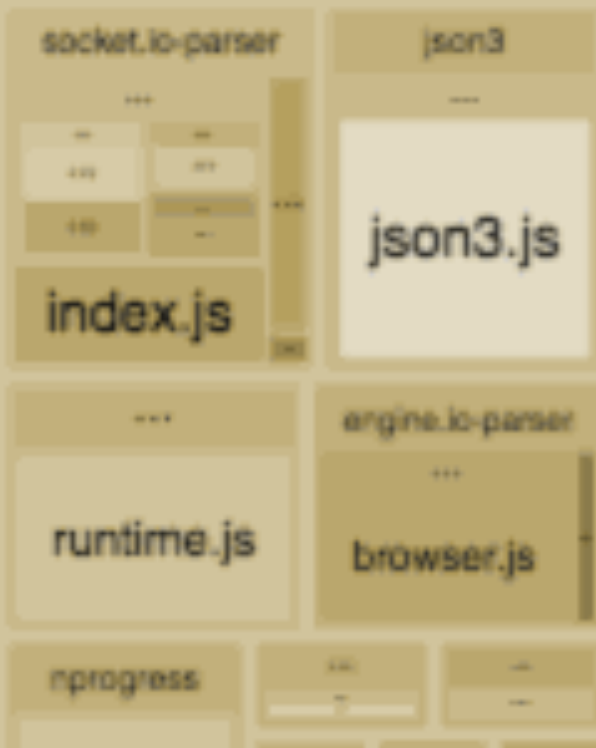 socket.io-parser
json3
...
...
...
json3.js
index.js
...
engine.io-parser
...
runtime.js
browser.js
nprogress